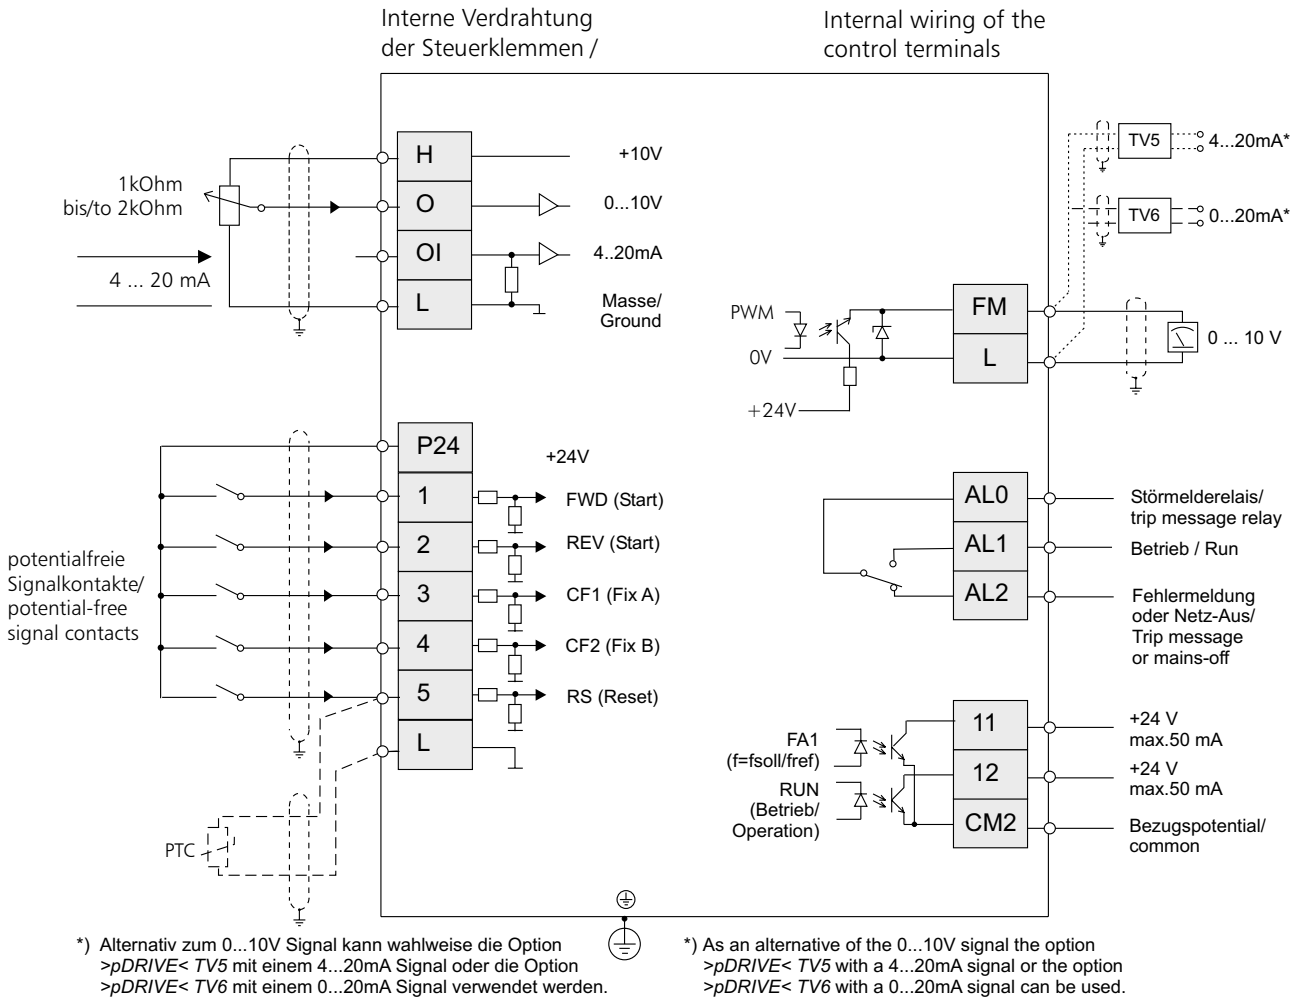 Interne Verdrahtung
der Steuerklemmen /
Internal wiring of the
control terminals
1kOhm
bis/to 2kOhm
4 ... 20 mA
H
+10V
O
0...10V
OI
4..20mA
L
Masse/
Ground
TV5
4...20mA*
TV6
0...20mA*
PWM
0V
+24V
FM
L
0 ... 10 V
potentialfreie
Signalkontakte/
potential-free
signal contacts
P24
+24V
1
FWD (Start)
2
REV (Start)
3
CF1 (Fix A)
4
CF2 (Fix B)
5
RS (Reset)
L
PTC
AL0
Störmelderelais/
trip message relay
AL1
Betrieb / Run
AL2
Fehlermeldung
oder Netz-Aus/
Trip message
or mains-off
FA1
(f=fsoll/fref)
RUN
(Betrieb/
Operation)
11
+24 V
max.50 mA
12
+24 V
max.50 mA
CM2
Bezugspotential/
common
*) Alternativ zum 0...10V Signal kann wahlweise die Option
>pDRIVE< TV5 mit einem 4...20mA Signal oder die Option
>pDRIVE< TV6 mit einem 0...20mA Signal verwendet werden.
*) As an alternative of the 0...10V signal the option
>pDRIVE< TV5 with a 4...20mA signal or the option
>pDRIVE< TV6 with a 0...20mA signal can be used.